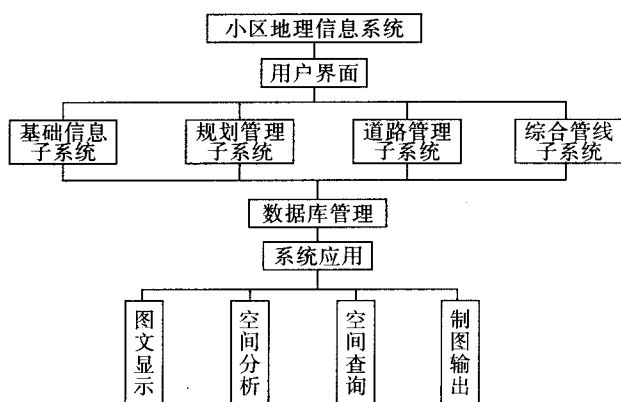 小区地理信息系统
用户界面
基础信息
子系统
规划管理
子系统
道路管理
子系统
综合管线
子系统
数据库管理
系统应用
图文显示
空间分析
空间查询
制图输出